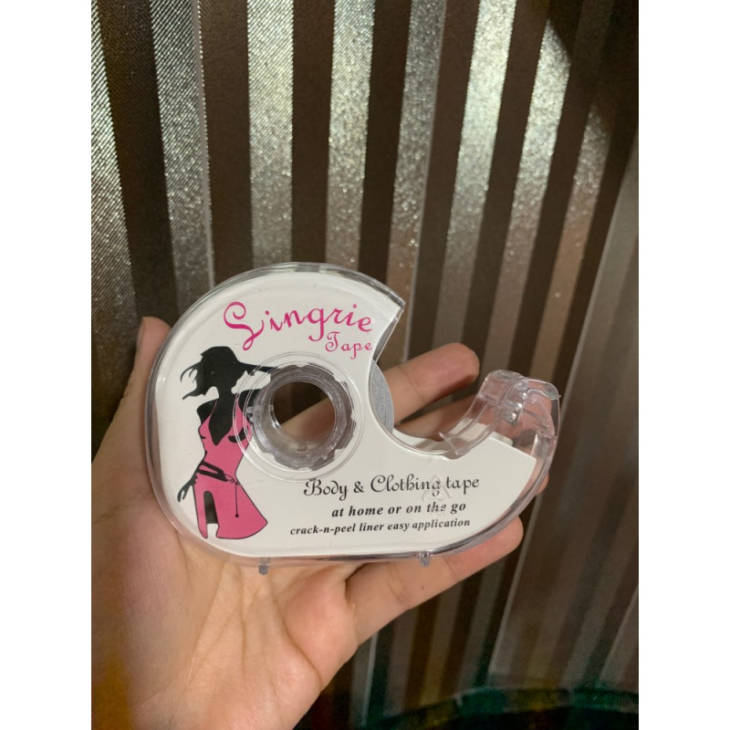 Lingrie
Tape
Body & Clothing tape
at home or on the go
crack-n-peel liner easy application